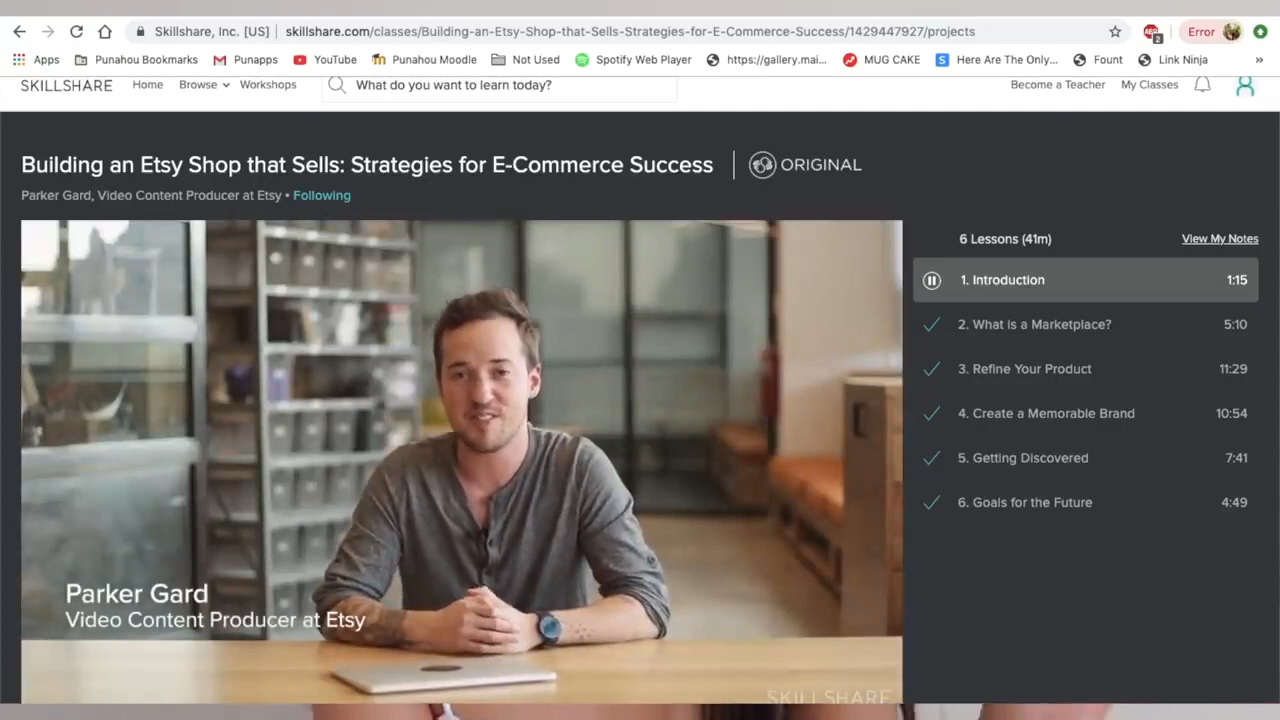 Skillshare, Inc. [US] | skillshare.com/classes/Building-an-Etsy-Shop-that-Sells-Strategies-for-E-Commerce-Success/1429447927/projects
2
Error
Apps Punahou Bookmarks Punapps YouTube Punahou Moodle Not Used Spotify Web Player https://gallery.mai... MUG CAKE Here Are The Only... Fount Link Ninja »
SKILLSHARE Home Browse Workshops What do you want to learn today? Become a Teacher My Classes
Building an Etsy Shop that Sells: Strategies for E-Commerce Success | ORIGINAL
Parker Gard, Video Content Producer at Etsy • Following
6 Lessons (41m) View My Notes
1. Introduction 1:15
2. What is a Marketplace? 5:10
3. Refine Your Product 11:29
4. Create a Memorable Brand 10:54
5. Getting Discovered 7:41
6. Goals for the Future 4:49
Parker Gard
Video Content Producer at Etsy
SKILLSHARE